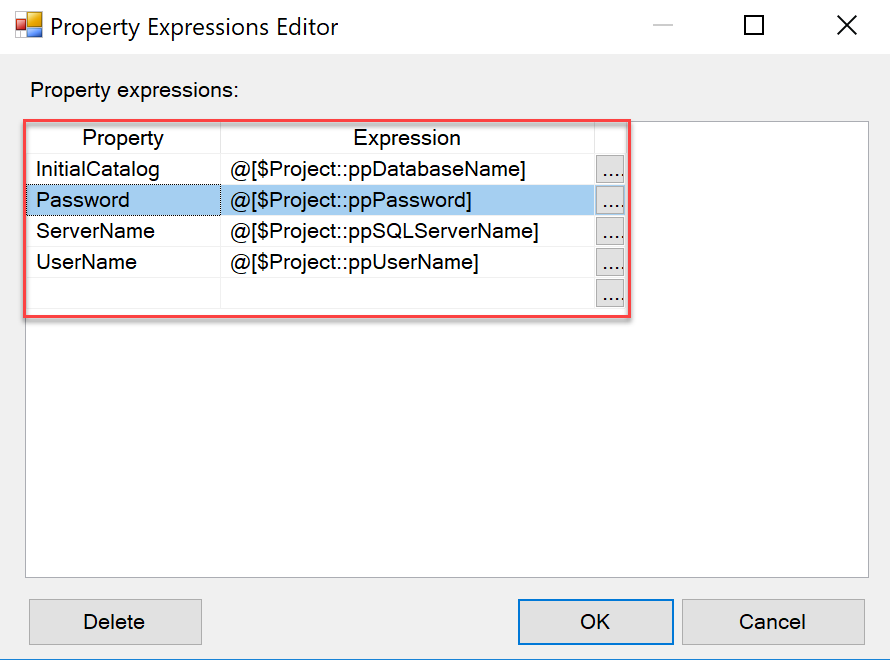 Property Expressions Editor
Property expressions:
Property Expression
InitialCatalog @[$Project::ppDatabaseName] ....
Password @[$Project::ppPassword] ....
ServerName @[$Project::ppSQLServerName] ....
UserName @[$Project::ppUserName] ....
....
Delete OK Cancel